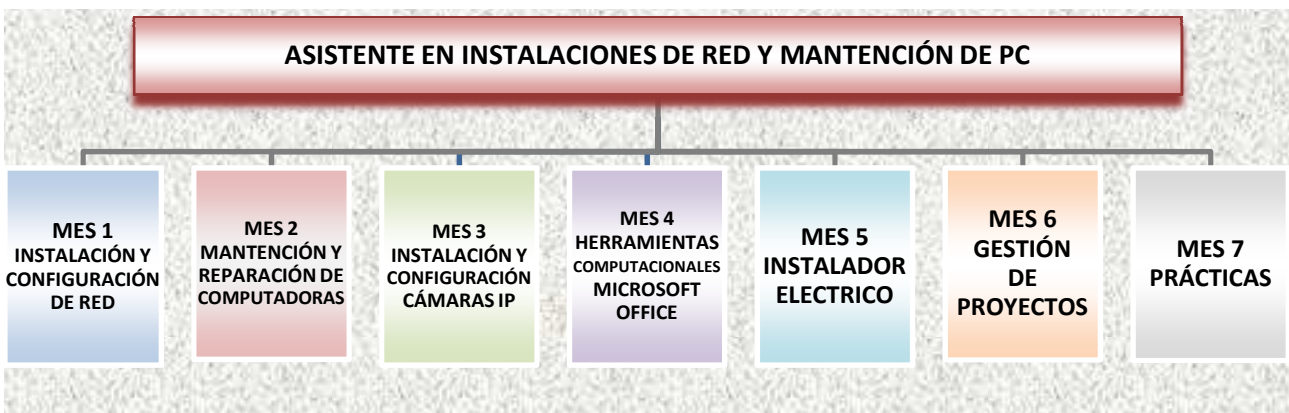 ASISTENTE EN INSTALACIONES DE RED Y MANTENCIÓN DE PC
MES 1
INSTALACIÓN Y
CONFIGURACIÓN
DE RED
MES 2
MANTENCIÓN Y
REPARACIÓN DE
COMPUTADORAS
MES 3
INSTALACIÓN Y
CONFIGURACIÓN
CÁMARAS IP
MES 4
HERRAMIENTAS
COMPUTACIONALES
MICROSOFT
OFFICE
MES 5
INSTALADOR
ELECTRICO
MES 6
GESTIÓN
DE
PROYECTOS
MES 7
PRÁCTICAS